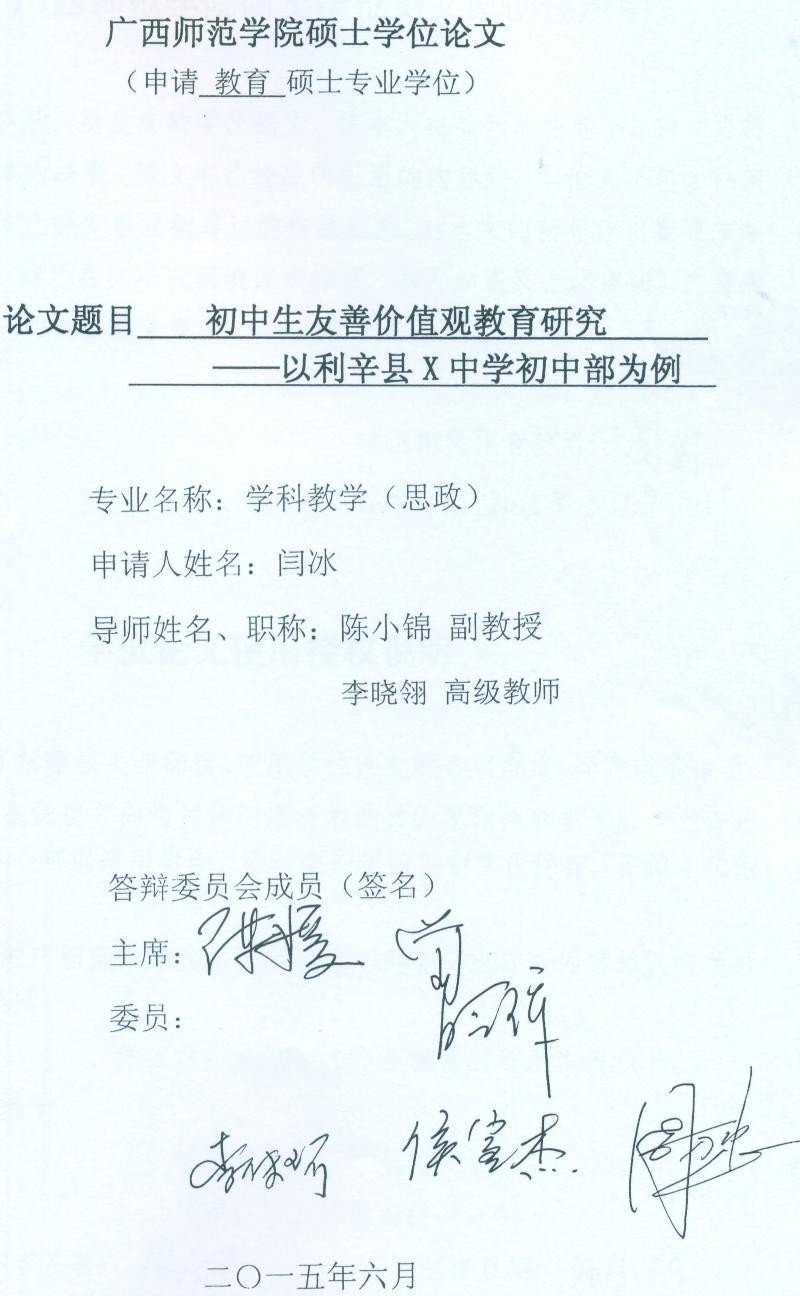 广西师范学院硕士学位论文
（申请 教育 硕士专业学位）
论文题目 初中生友善价值观教育研究
——以利辛县 X 中学初中部为例
专业名称：学科教学（思政）
申请人姓名：闫冰
导师姓名、职称：陈小锦 副教授
李晓翎 高级教师
答辩委员会成员（签名）
主席：
委员：
侯宣杰
二〇一五年六月